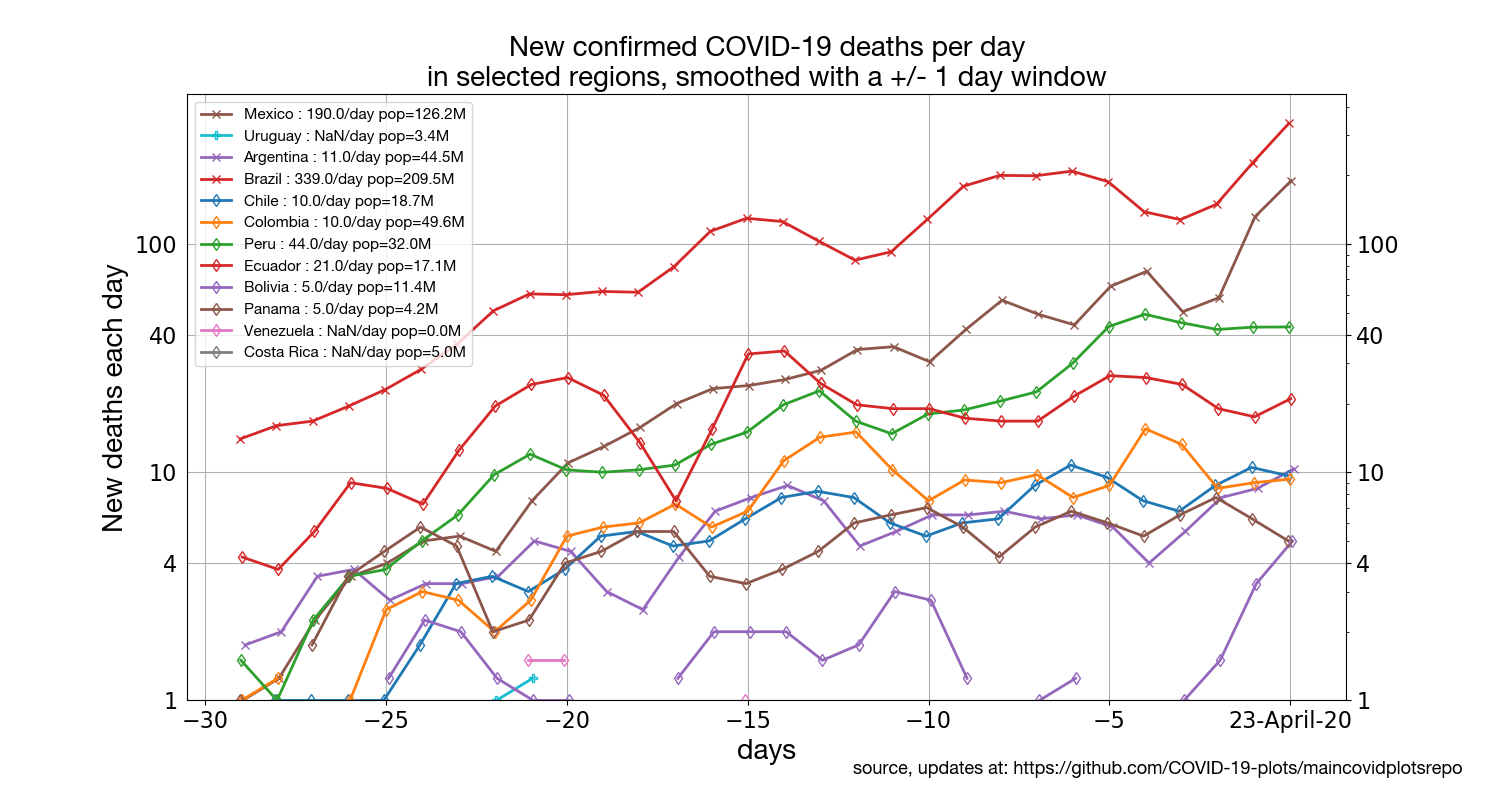 New confirmed COVID-19 deaths per day
in selected regions, smoothed with a +/- 1 day window
Mexico : 190.0/day pop=126.2M
Uruguay : NaN/day pop=3.4M
Argentina : 11.0/day pop=44.5M
Brazil : 339.0/day pop=209.5M
Chile : 10.0/day pop=18.7M
Colombia : 10.0/day pop=49.6M
Peru : 44.0/day pop=32.0M
Ecuador : 21.0/day pop=17.1M
Bolivia : 5.0/day pop=11.4M
Panama : 5.0/day pop=4.2M
Venezuela : NaN/day pop=0.0M
Costa Rica : NaN/day pop=5.0M
New deaths each day
100
40
10
4
1
100
40
10
4
1
−30 −25 −20 −15 −10 −5 23-April-20
days
source, updates at: https://github.com/COVID-19-plots/maincovidplotsrepo